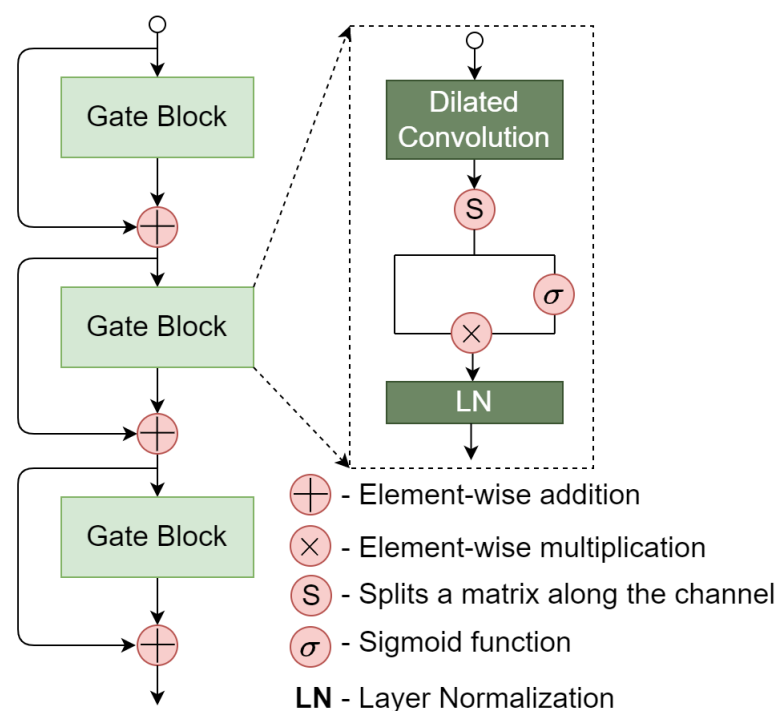 Gate Block
Gate Block
Gate Block
Dilated
Convolution
S
σ
×
LN
+ - Element-wise addition
× - Element-wise multiplication
S - Splits a matrix along the channel
σ - Sigmoid function
LN - Layer Normalization